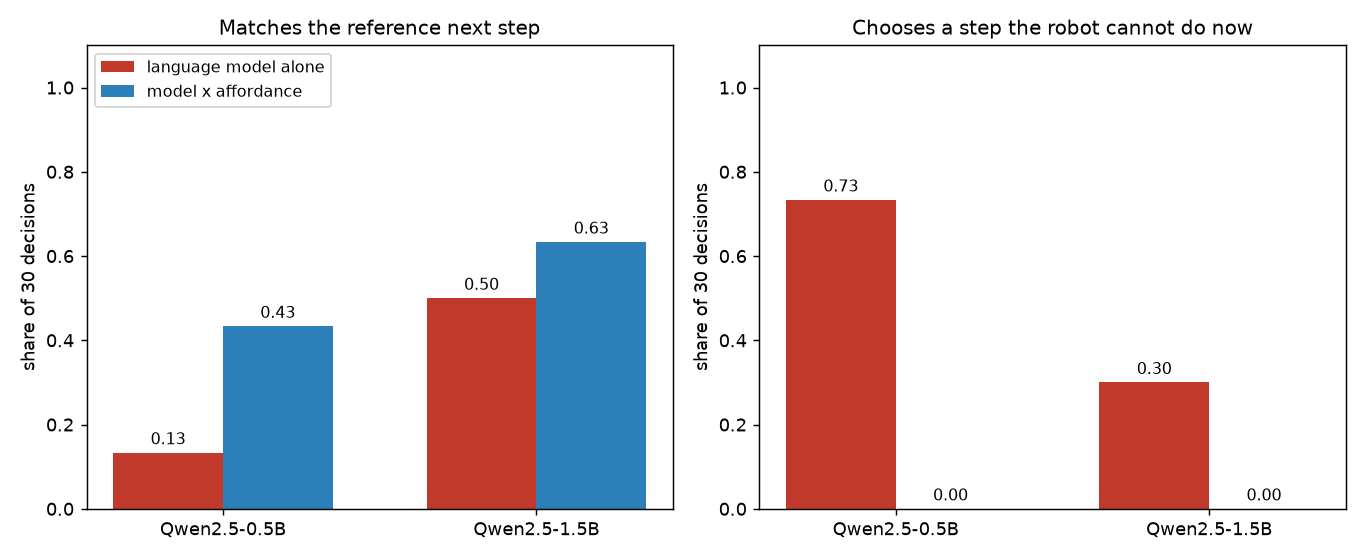 Matches the reference next step
language model alone
model x affordance
share of 30 decisions
1.0
0.8
0.6
0.4
0.2
0.0
0.13
0.43
0.50
0.63
Qwen2.5-0.5B
Qwen2.5-1.5B
Chooses a step the robot cannot do now
share of 30 decisions
1.0
0.8
0.6
0.4
0.2
0.0
0.73
0.00
0.30
0.00
Qwen2.5-0.5B
Qwen2.5-1.5B